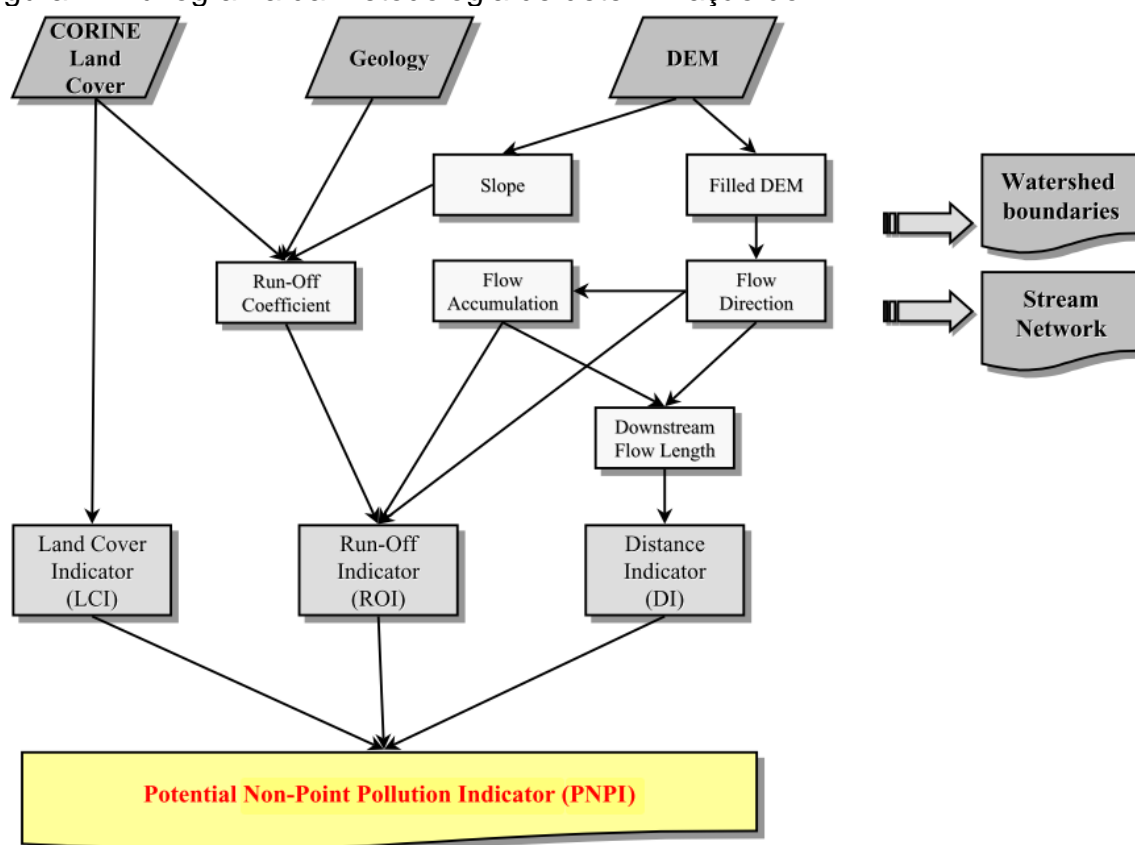 CORINE
Land
Cover
Geology
DEM
Slope
Filled DEM
Watershed
boundaries
Run-Off
Coefficient
Flow
Accumulation
Flow
Direction
Stream
Network
Downstream
Flow Length
Land Cover
Indicator
(LCI)
Run-Off
Indicator
(ROI)
Distance
Indicator
(DI)
Potential Non-Point Pollution Indicator (PNPI)